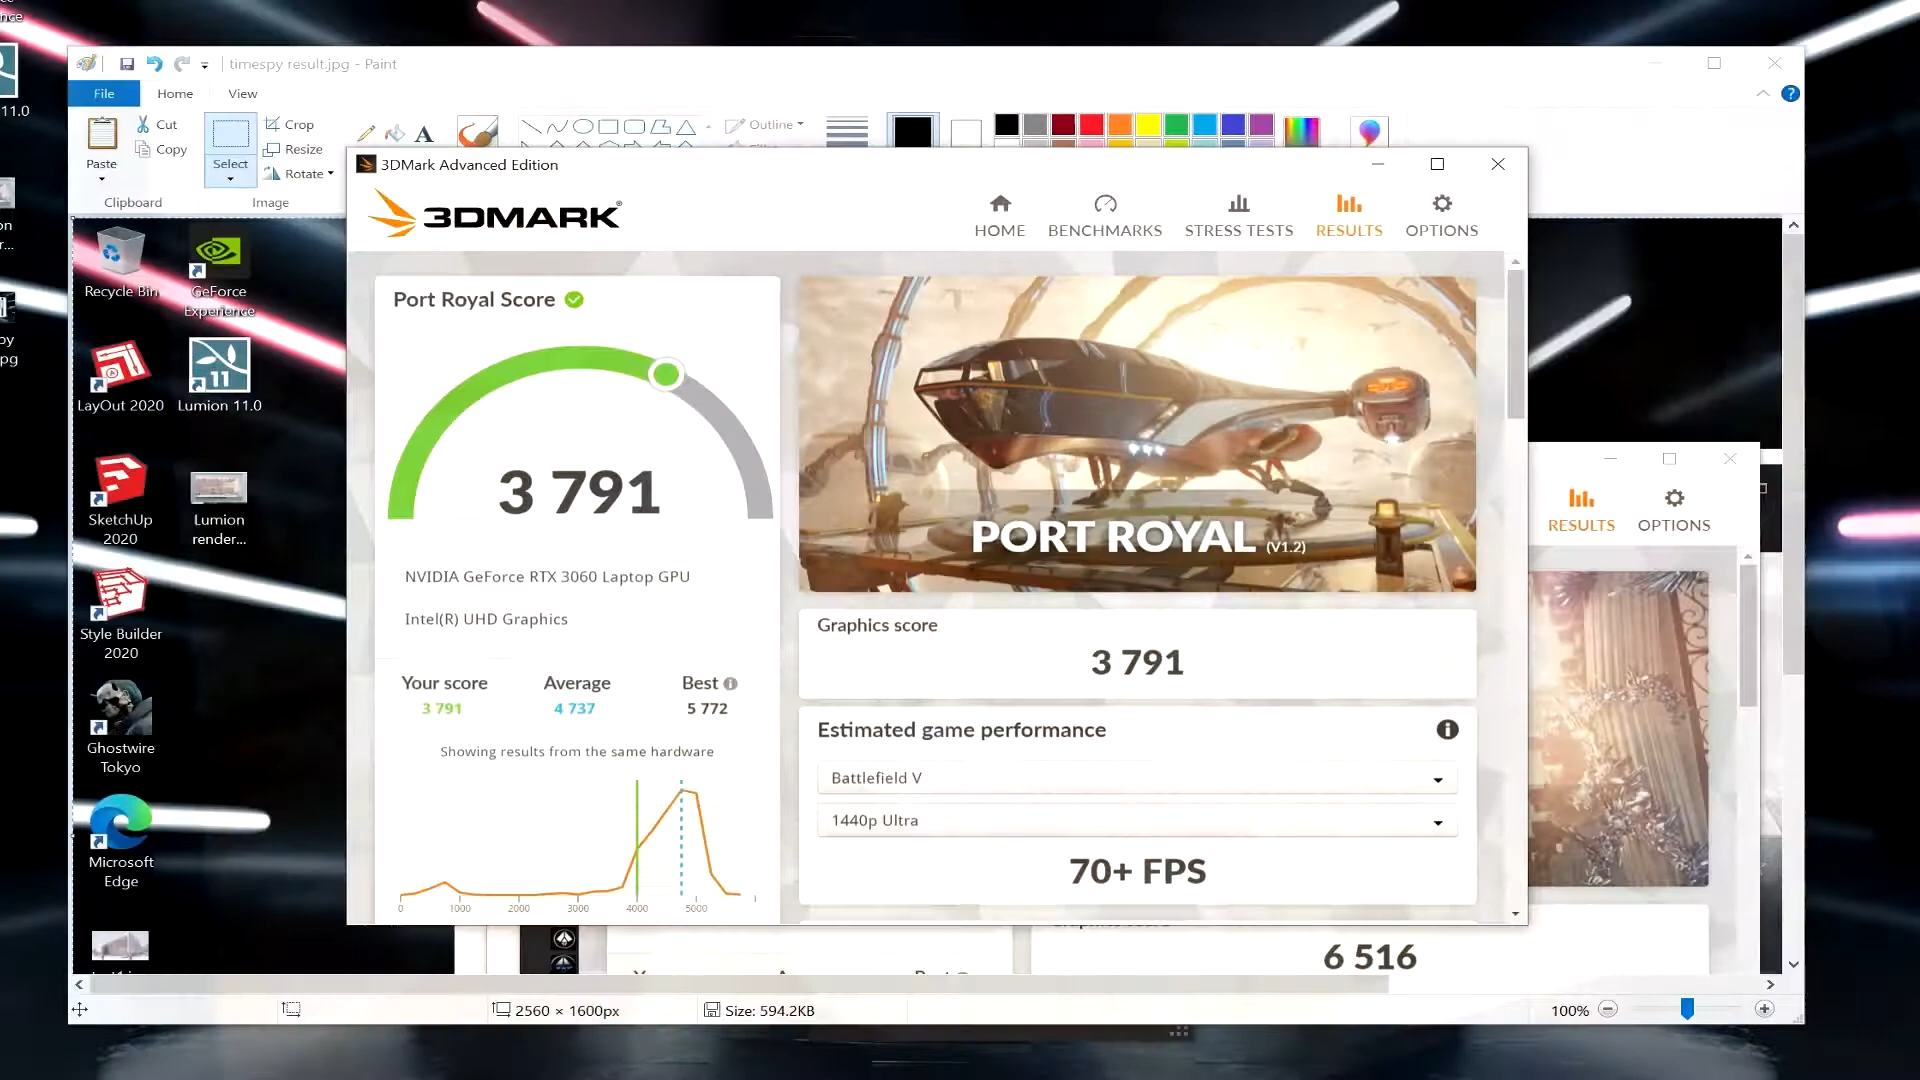 nce
11.0
on
r...
py
pg
timespy result.jpg - Paint
File
Home
View
Paste
Cut
Copy
Clipboard
Select
Crop
Resize
Rotate
Image
A
Outline
3DMark Advanced Edition
3DMARK
HOME
BENCHMARKS
STRESS TESTS
RESULTS
OPTIONS
Recycle Bin
GeForce
Experience
LayOut 2020
11
Lumion 11.0
SketchUp
2020
Lumion
render...
Style Builder
2020
Ghostwire
Tokyo
Microsoft
Edge
Port Royal Score
3 791
NVIDIA GeForce RTX 3060 Laptop GPU
Intel(R) UHD Graphics
Your score
Average
Best
3 791
4 737
5 772
Showing results from the same hardware
0
1000
2000
3000
4000
5000
PORT ROYAL (V1.2)
Graphics score
3 791
Estimated game performance
Battlefield V
1440p Ultra
70+ FPS
RESULTS
OPTIONS
6 516
2560 × 1600px
Size: 594.2KB
100%